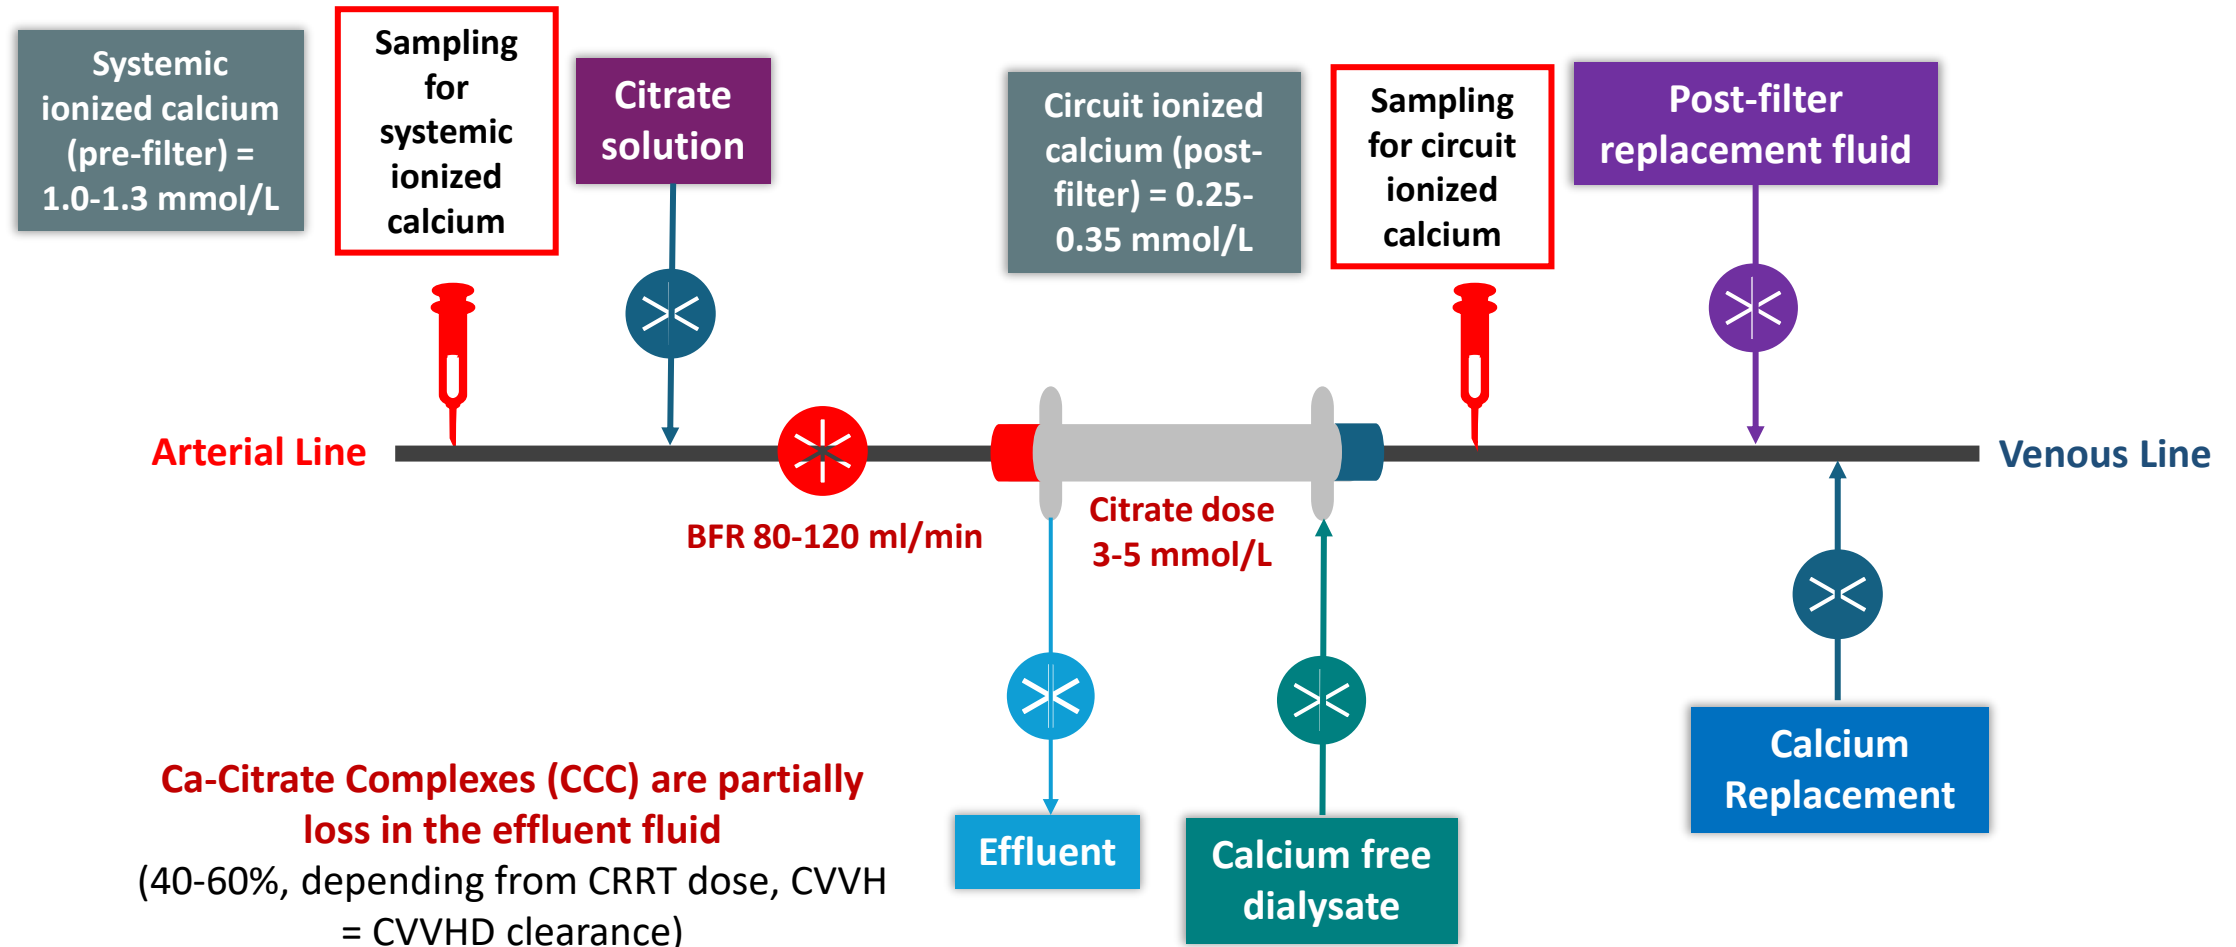 Systemic
ionized calcium
(pre-filter) =
1.0-1.3 mmol/L
Sampling
for
systemic
ionized
calcium
Citrate
solution
Circuit ionized
calcium (post-
filter) = 0.25-
0.35 mmol/L
Sampling
for circuit
ionized
calcium
Post-filter
replacement fluid
Arterial Line
Venous Line
BFR 80-120 ml/min
Citrate dose
3-5 mmol/L
Ca-Citrate Complexes (CCC) are partially
loss in the effluent fluid
(40-60%, depending from CRRT dose, CVVH
= CVVHD clearance)
Effluent
Calcium free
dialysate
Calcium
Replacement